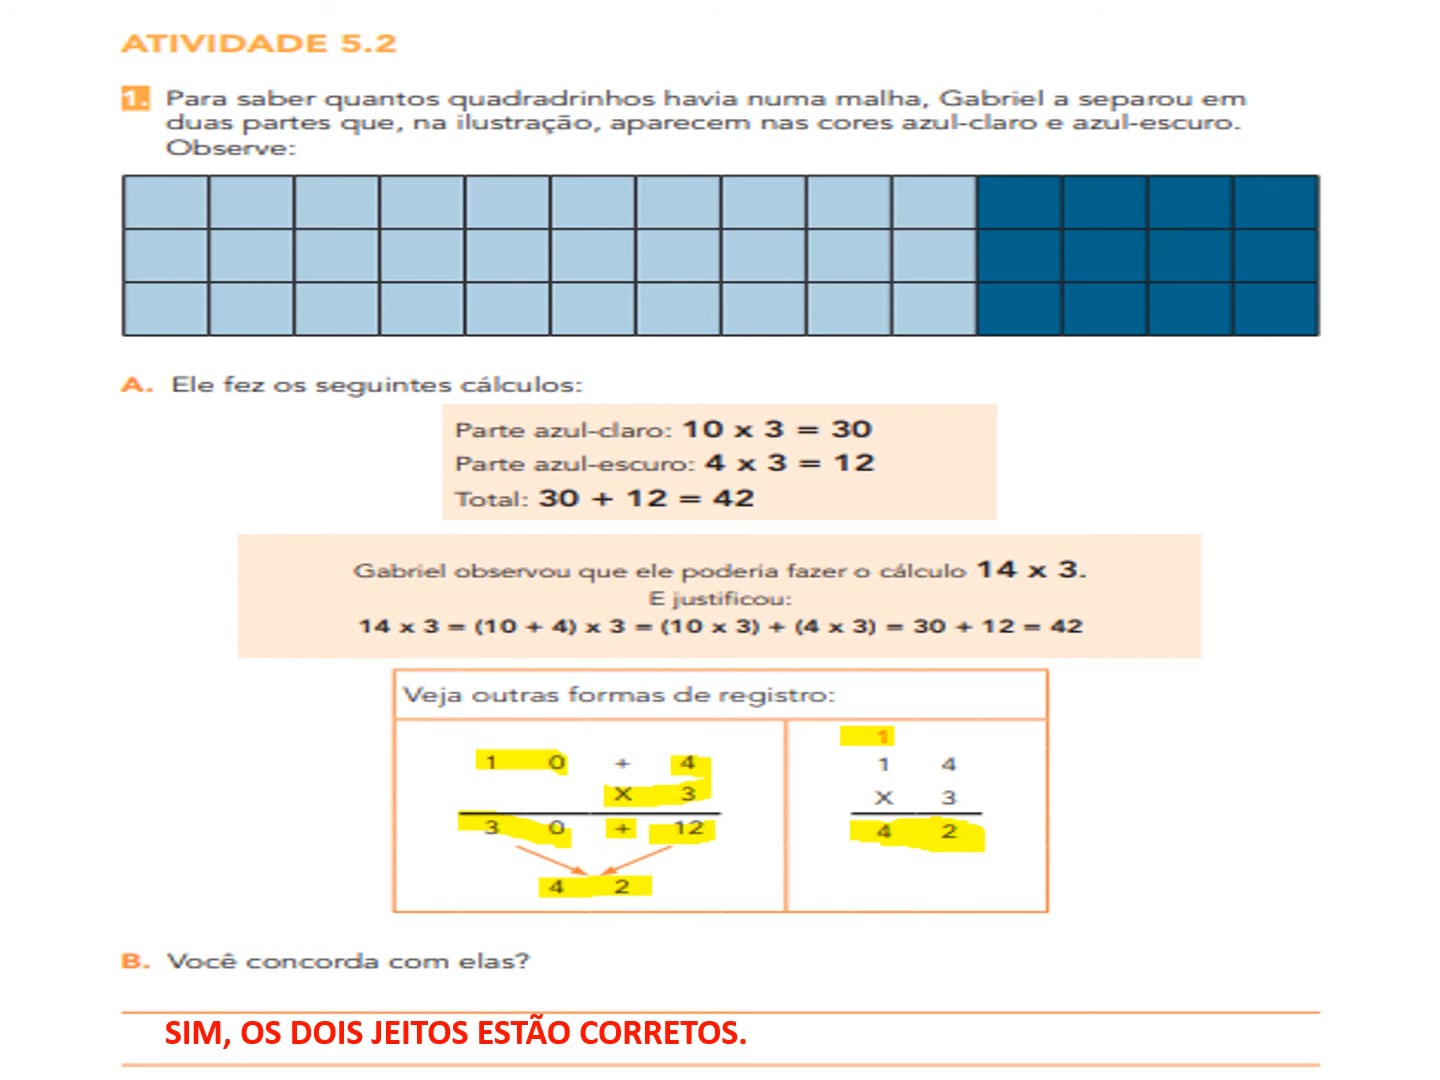 ATIVIDADE 5.2
1. Para saber quantos quadradrinhos havia numa malha, Gabriel a separou em
duas partes que, na ilustração, aparecem nas cores azul-claro e azul-escuro.
Observe:
A. Ele fez os seguintes cálculos:
Parte azul-claro: 10 x 3 = 30
Parte azul-escuro: 4 x 3 = 12
Total: 30 + 12 = 42
Gabriel observou que ele poderia fazer o cálculo 14 x 3.
E justificou:
14 x 3 = (10 + 4) x 3 = (10 x 3) + (4 x 3) = 30 + 12 = 42
Veja outras formas de registro:
1 0 + 4
X 3
3 0 + 12
4 2
1
1 4
X 3
4 2
B. Você concorda com elas?
SIM, OS DOIS JEITOS ESTÃO CORRETOS.